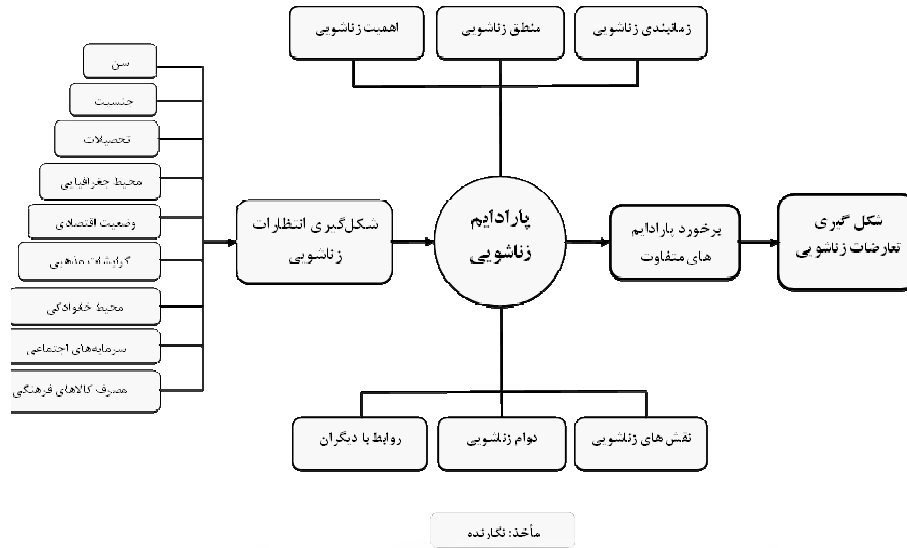 زمانبندی زناشویی
منطق زناشویی
اهمیت زناشویی
سن
جنسیت
تحصیلات
محیط جغرافیایی
وضعیت اقتصادی
گرایشات مذهبی
محیط خانوادگی
سرمایه‌های اجتماعی
مصرف کالاهای فرهنگی
شکل‌گیری انتظارات
زناشویی
پارادایم
زناشویی
برخورد پارادایم
های متفاوت
شکل گیری
تعارضات زناشویی
نقش های زناشویی
دوام زناشویی
روابط با دیگران
مأخذ: نگارنده